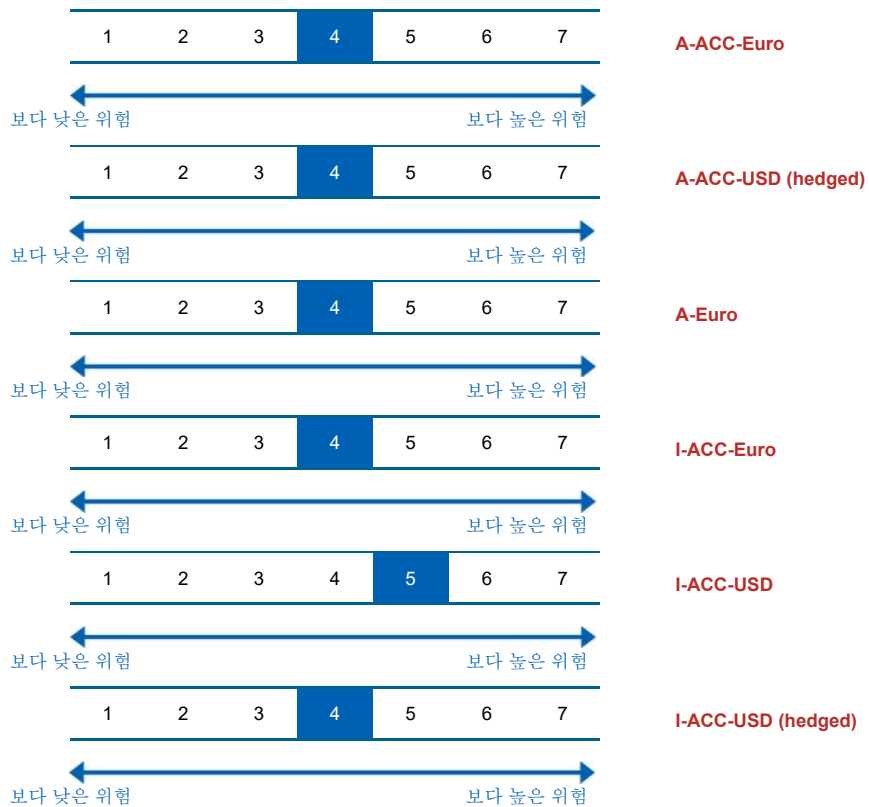 1 2 3 4 5 6 7 A-ACC-Euro
보다 낮은 위험 보다 높은 위험
1 2 3 4 5 6 7 A-ACC-USD (hedged)
보다 낮은 위험 보다 높은 위험
1 2 3 4 5 6 7 A-Euro
보다 낮은 위험 보다 높은 위험
1 2 3 4 5 6 7 I-ACC-Euro
보다 낮은 위험 보다 높은 위험
1 2 3 4 5 6 7 I-ACC-USD
보다 낮은 위험 보다 높은 위험
1 2 3 4 5 6 7 I-ACC-USD (hedged)
보다 낮은 위험 보다 높은 위험